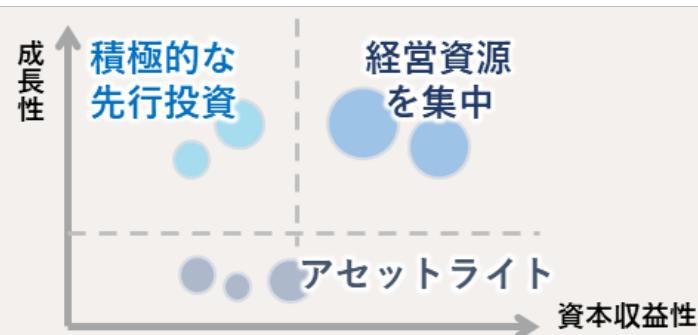 成長性
積極的な
先行投資
経営資源
を集中
アセットライト
資本収益性